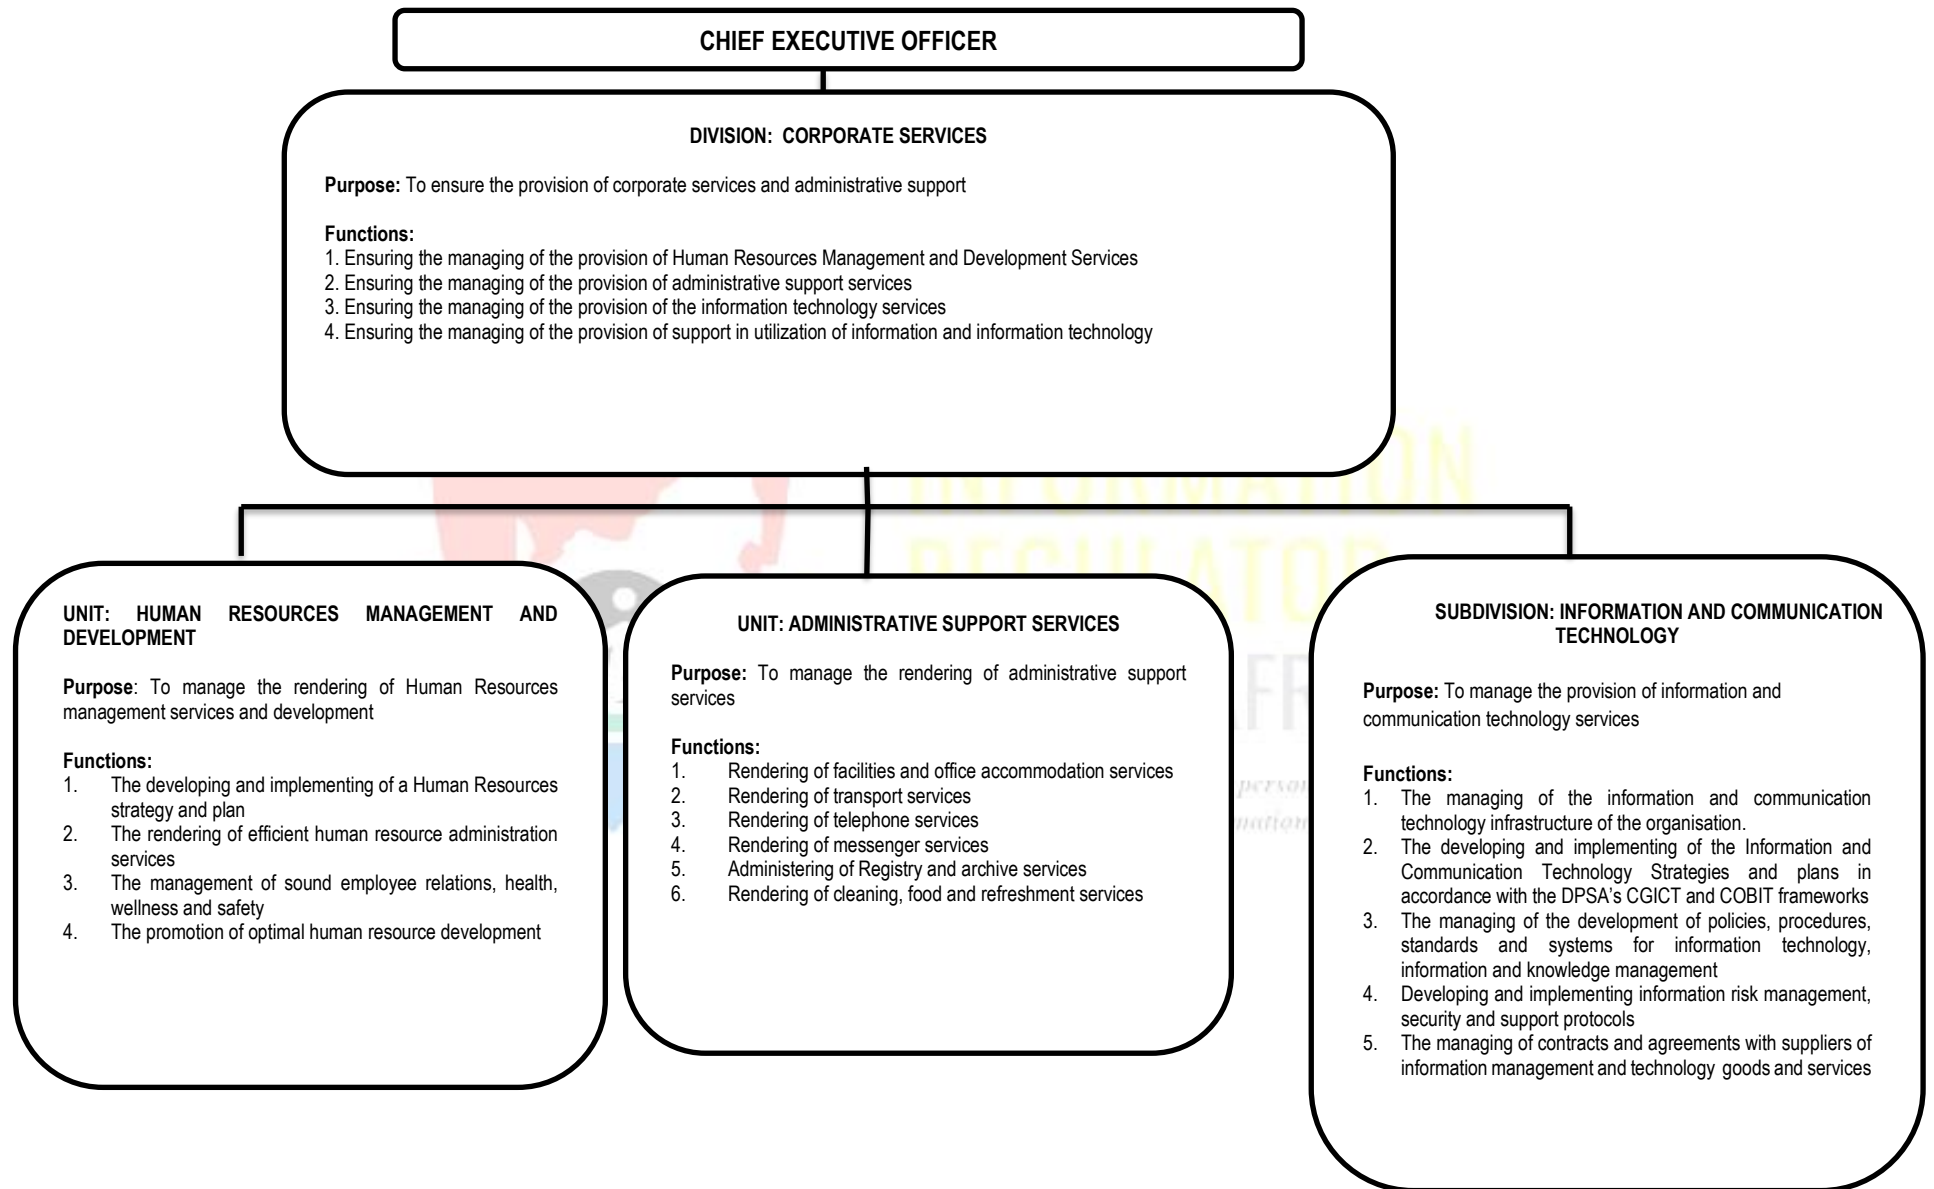 CHIEF EXECUTIVE OFFICER
DIVISION: CORPORATE SERVICES
Purpose: To ensure the provision of corporate services and administrative support
Functions:
1. Ensuring the managing of the provision of Human Resources Management and Development Services
2. Ensuring the managing of the provision of administrative support services
3. Ensuring the managing of the provision of the information technology services
4. Ensuring the managing of the provision of support in utilization of information and information technology
UNIT: HUMAN RESOURCES MANAGEMENT AND
DEVELOPMENT
Purpose: To manage the rendering of Human Resources
management services and development
Functions:
1. The developing and implementing of a Human Resources
strategy and plan
2. The rendering of efficient human resource administration
services
3. The management of sound employee relations, health,
wellness and safety
4. The promotion of optimal human resource development
UNIT: ADMINISTRATIVE SUPPORT SERVICES
Purpose: To manage the rendering of administrative support
services
Functions:
1. Rendering of facilities and office accommodation services
2. Rendering of transport services
3. Rendering of telephone services
4. Rendering of messenger services
5. Administering of Registry and archive services
6. Rendering of cleaning, food and refreshment services
SUBDIVISION: INFORMATION AND COMMUNICATION
TECHNOLOGY
Purpose: To manage the provision of information and
communication technology services
Functions:
1. The managing of the information and communication
technology infrastructure of the organisation.
2. The developing and implementing of the Information and
Communication Technology Strategies and plans in
accordance with the DPSA’s CGICT and COBIT frameworks
3. The managing of the development of policies, procedures,
standards and systems for information technology,
information and knowledge management
4. Developing and implementing information risk management,
security and support protocols
5. The managing of contracts and agreements with suppliers of
information management and technology goods and services
INFORMATION
REGULATOR